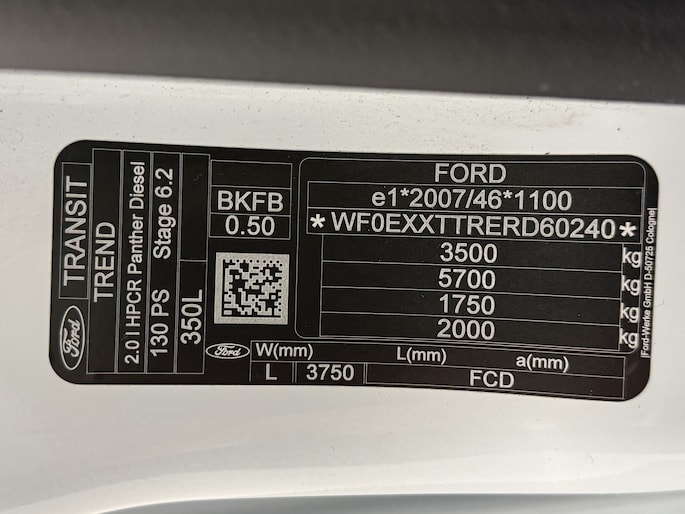 Ford
TRANSIT
TREND
2.0 l HPCR Panther Diesel
130 PS Stage 6.2
350L
BKFB
0.50
FORD
e1*2007/46*1100
*WF0EXXTTRERD60240*
3500 kg
5700 kg
1750 kg
2000 kg
Ford
W(mm) L(mm) a(mm)
L 3750 FCD
Ford-Werke GmbH D-50725 Cologne